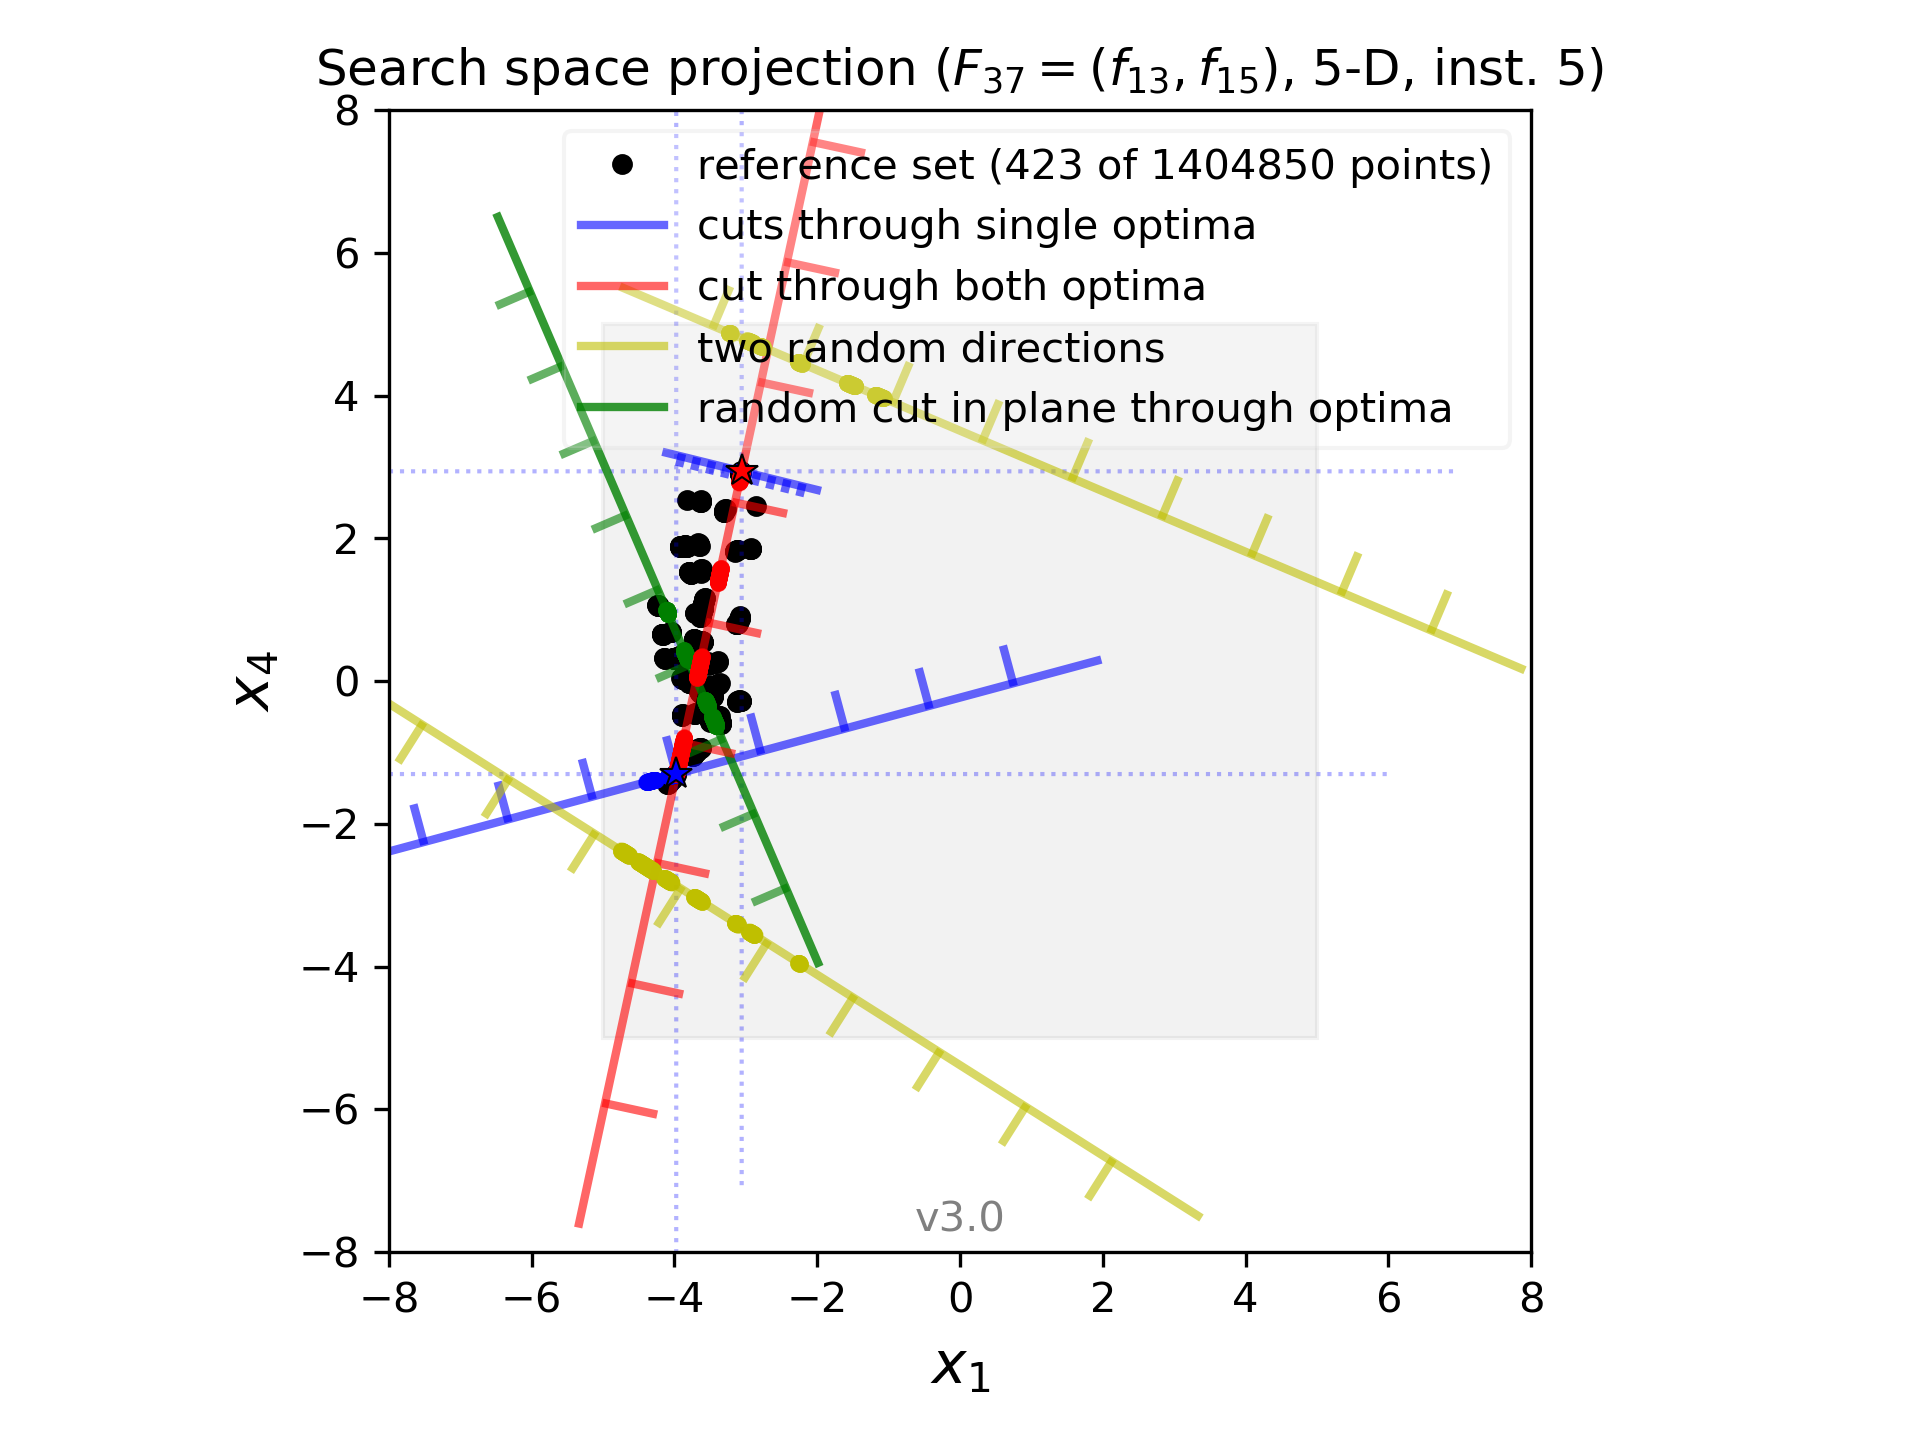 Search space projection (F37 = (f13, f15), 5-D, inst. 5)
reference set (423 of 1404850 points)
cuts through single optima
cut through both optima
two random directions
random cut in plane through optima
8
6
4
2
0
−2
−4
−6
−8
x4
v3.0
−8 −6 −4 −2 0 2 4 6 8
x1